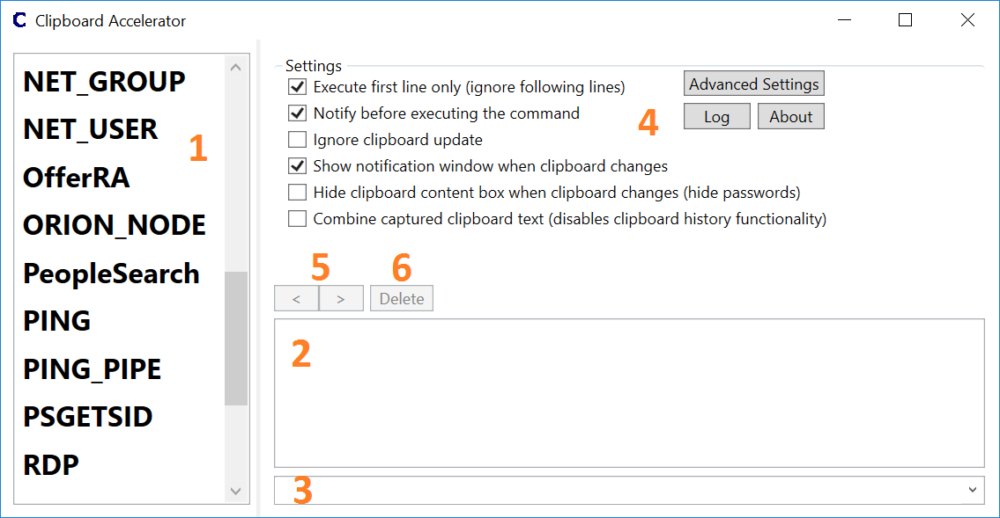 C Clipboard Accelerator
NET_GROUP
NET_USER
1
OfferRA
ORION_NODE
PeopleSearch
PING
PING_PIPE
PSGETSID
RDP
Settings
Execute first line only (ignore following lines)
Notify before executing the command
Ignore clipboard update
Show notification window when clipboard changes
Hide clipboard content box when clipboard changes (hide passwords)
Combine captured clipboard text (disables clipboard history functionality)
Advanced Settings
4
Log About
5 6
< > Delete
2
3